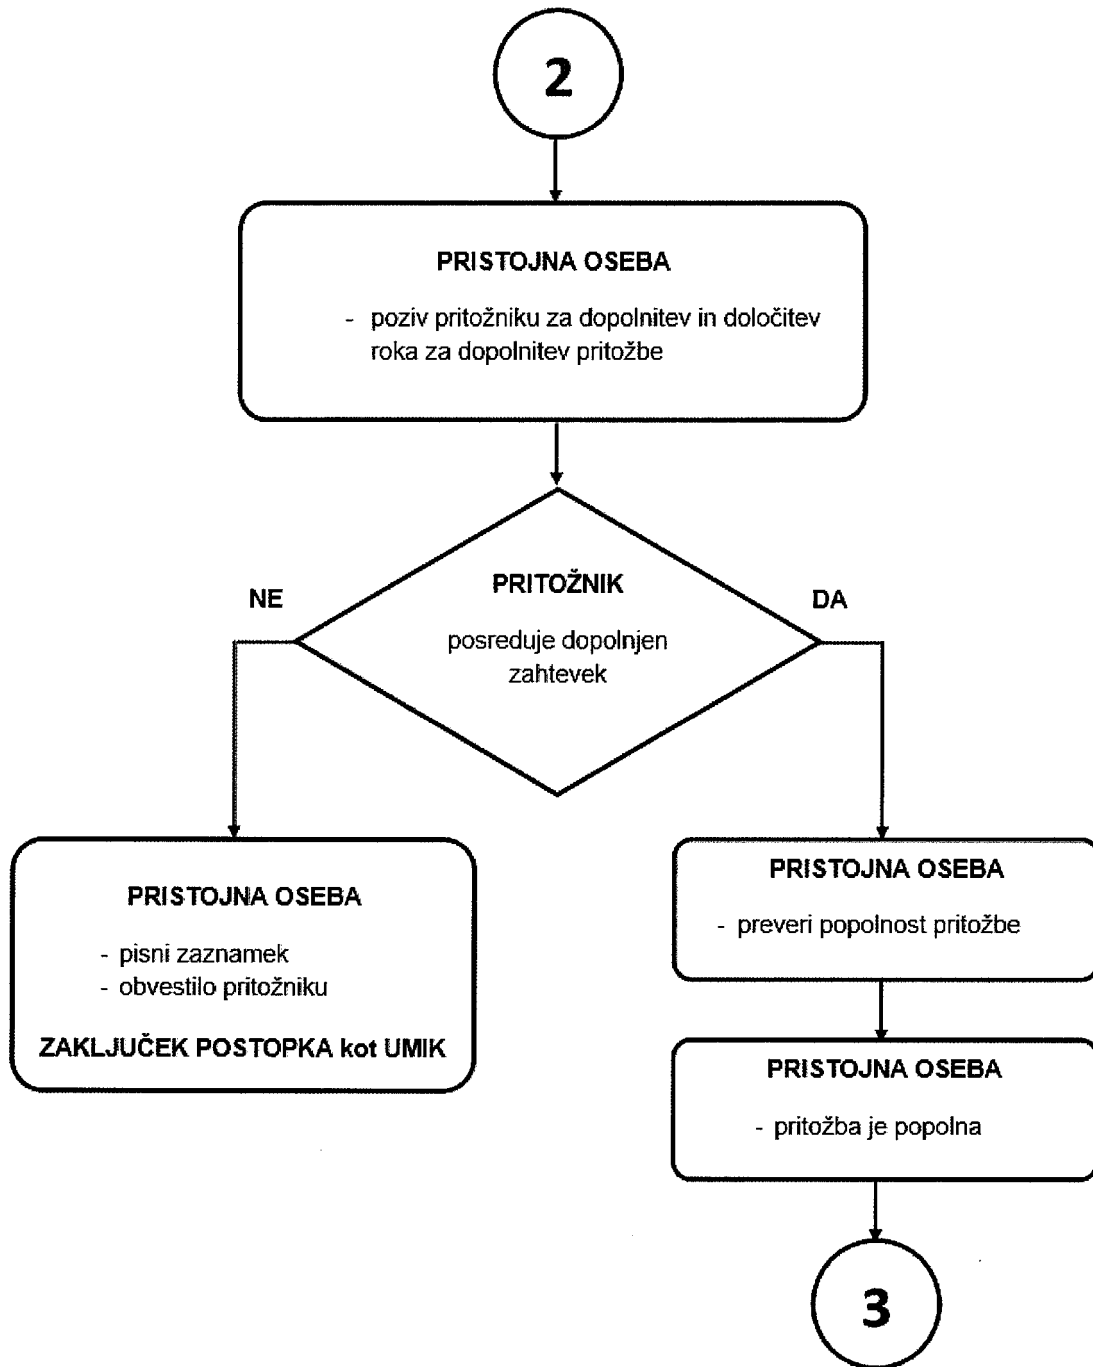 2
PRISTOJNA OSEBA
- poziv pritožniku za dopolnitev in določitev
roka za dopolnitev pritožbe
PRITOŽNIK
posreduje dopolnjen
zahtevek
NE
DA
PRISTOJNA OSEBA
- pisni zaznamek
- obvestilo pritožniku
ZAKLJUČEK POSTOPKA kot UMIK
PRISTOJNA OSEBA
- preveri popolnost pritožbe
PRISTOJNA OSEBA
- pritožba je popolna
3